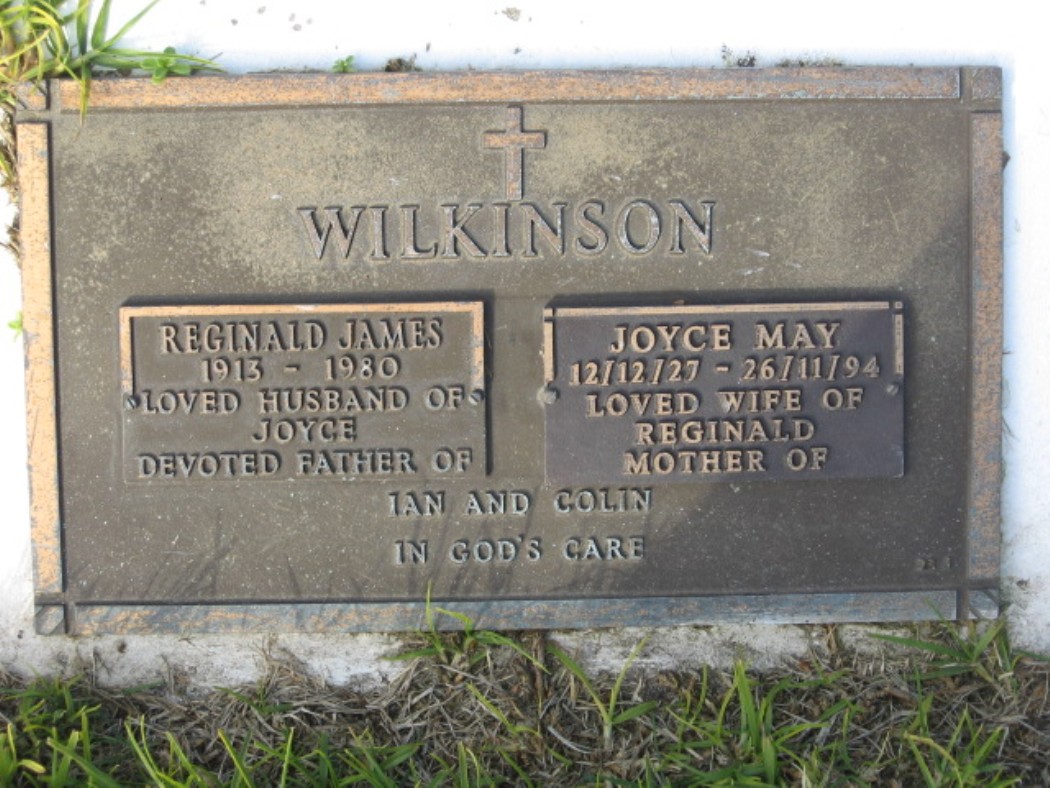 WILKINSON
REGINALD JAMES
1913 - 1980
LOVED HUSBAND OF
JOYCE
DEVOTED FATHER OF
JOYCE MAY
12/12/27 - 26/11/94
LOVED WIFE OF
REGINALD
MOTHER OF
IAN AND COLIN
IN GOD'S CARE